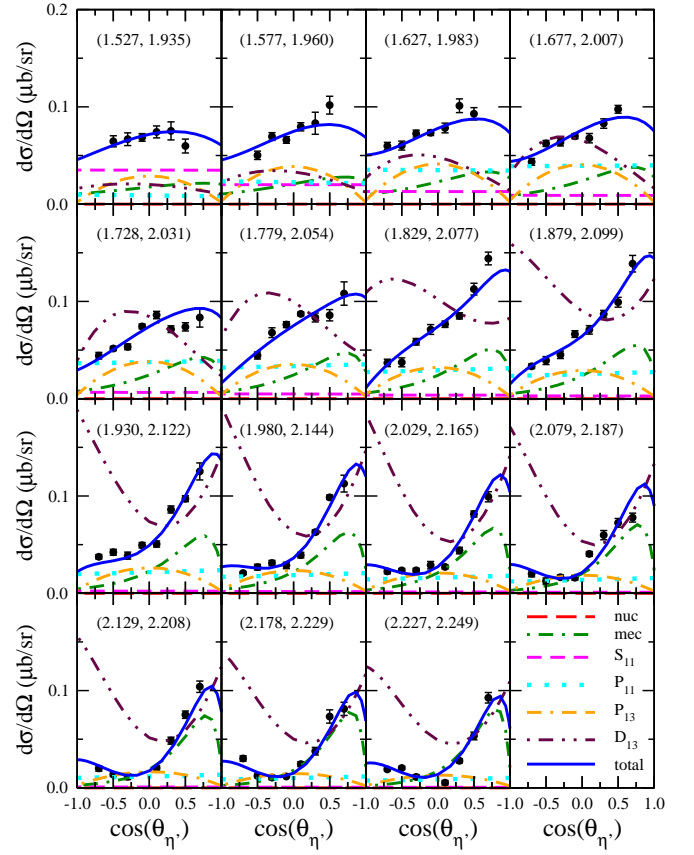 0.2
(1.527, 1.935) (1.577, 1.960) (1.627, 1.983) (1.677, 2.007)
dσ/dΩ (μb/sr)
0.1
0.0
(1.728, 2.031) (1.779, 2.054) (1.829, 2.077) (1.879, 2.099)
dσ/dΩ (μb/sr)
0.1
0.0
(1.930, 2.122) (1.980, 2.144) (2.029, 2.165) (2.079, 2.187)
dσ/dΩ (μb/sr)
0.1
0.0
(2.129, 2.208) (2.178, 2.229) (2.227, 2.249)
dσ/dΩ (μb/sr)
0.1
0.0
nuc
mec
S₁₁
P₁₁
P₁₃
D₁₃
total
-1.0 -0.5 0.0 0.5 -1.0 -0.5 0.0 0.5 -1.0 -0.5 0.0 0.5 -1.0 -0.5 0.0 0.5 1.0
cos(θη') cos(θη') cos(θη') cos(θη')